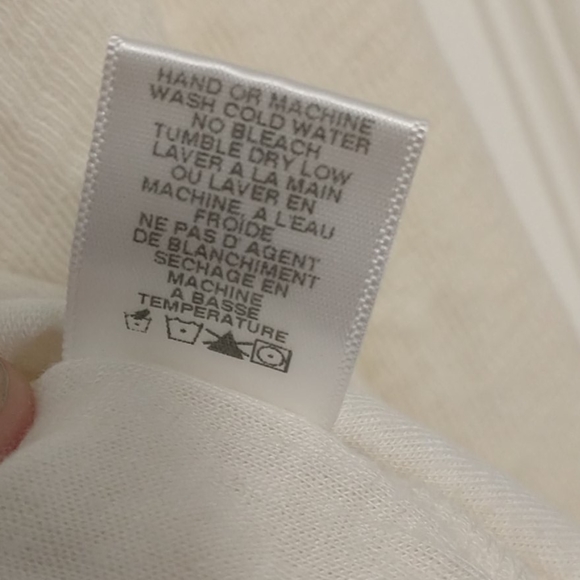 HAND OR MACHINE
WASH COLD WATER
NO BLEACH
TUMBLE DRY LOW
LAVER A LA MAIN
OU LAVER EN
MACHINE, A L'EAU
FROIDE
NE PAS D'AGENT
DE BLANCHIMENT
SECHAGE EN
MACHINE
A BASSE
TEMPERATURE